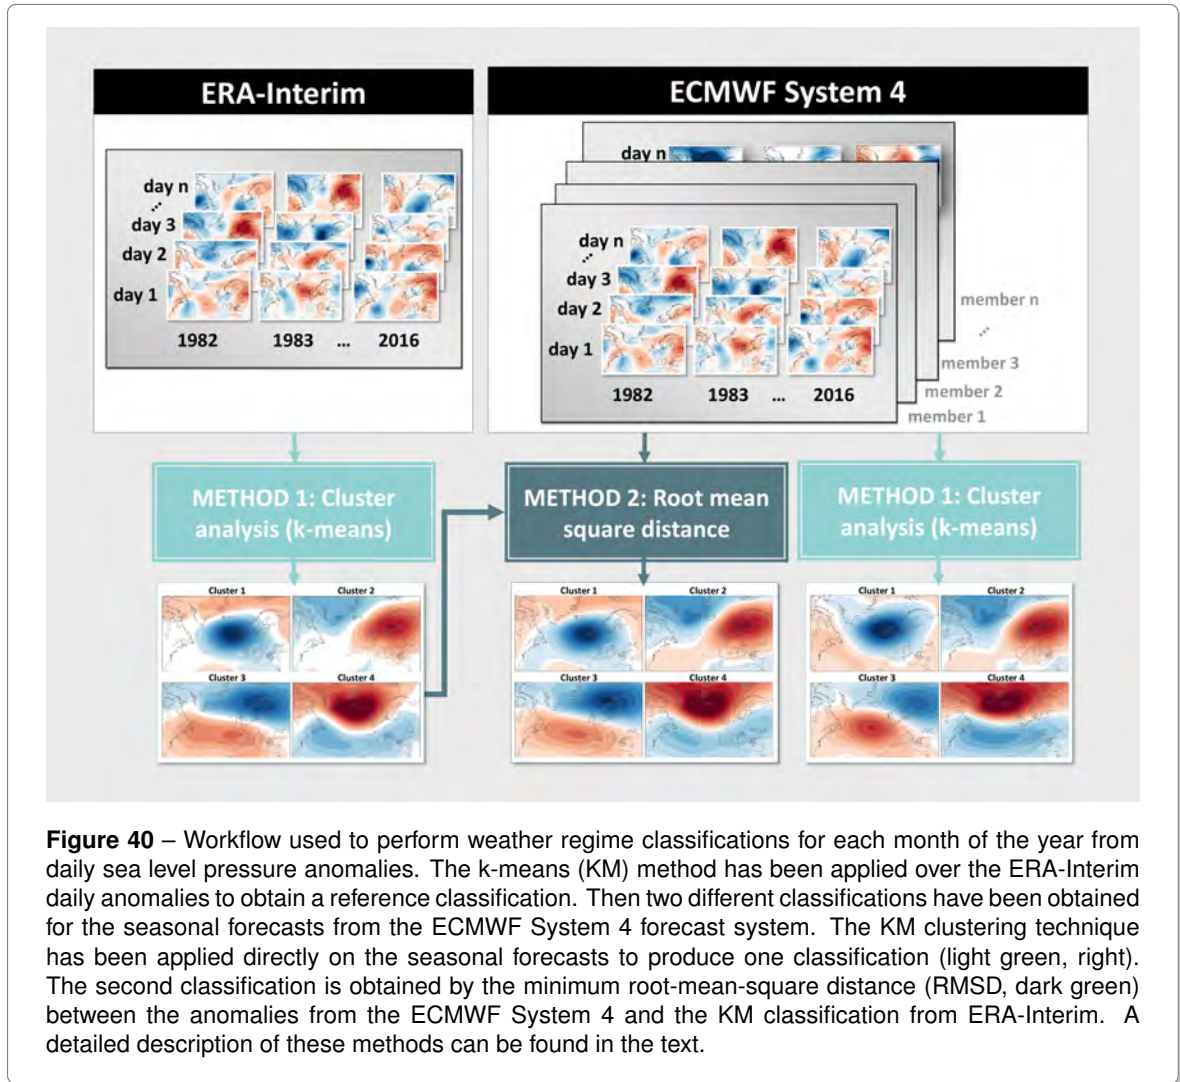 ERA-Interim
day n
day 3
day 2
day 1
1982
1983
...
2016
ECMWF System 4
day n
day n
day 3
day 2
day 1
1982
1983
...
2016
member n
member 3
member 2
member 1
METHOD 1: Cluster
analysis (k-means)
METHOD 2: Root mean
square distance
METHOD 1: Cluster
analysis (k-means)
Cluster 1
Cluster 2
Cluster 3
Cluster 4
Cluster 1
Cluster 2
Cluster 3
Cluster 4
Cluster 1
Cluster 2
Cluster 3
Cluster 4
Figure 40 – Workflow used to perform weather regime classifications for each month of the year from
daily sea level pressure anomalies. The k-means (KM) method has been applied over the ERA-Interim
daily anomalies to obtain a reference classification. Then two different classifications have been obtained
for the seasonal forecasts from the ECMWF System 4 forecast system. The KM clustering technique
has been applied directly on the seasonal forecasts to produce one classification (light green, right).
The second classification is obtained by the minimum root-mean-square distance (RMSD, dark green)
between the anomalies from the ECMWF System 4 and the KM classification from ERA-Interim. A
detailed description of these methods can be found in the text.